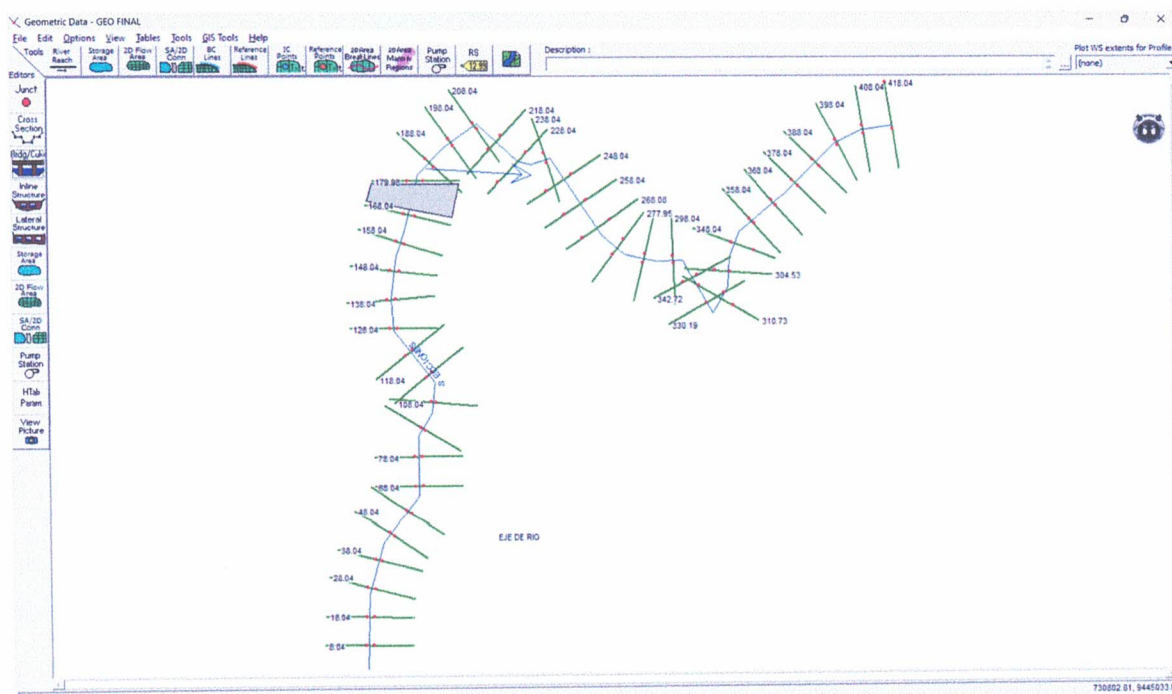 Geometric Data - GEO FINAL
File Edit Options View Tables Tools GIS Tools Help
Tools
River Reach
Storage Area
2D Flow Area
SA/2D Conn
BC Lines
Reference Lines
IC Points
Reference Points
2D Area BreakLines
2D Area Mann n Regions
Pump Station
RS
Description :
...
Plot WS extents for Profile
(none)
Editors
Junct
Cross Section
Bridg/Culv
Inline Structure
Lateral Structure
Storage Area
2D Flow Area
SA/2D Conn
Pump Station
HTab Param.
View Picture
418.04
408.04
398.04
388.04
378.04
368.04
358.04
348.04
304.53
310.73
330.19
342.72
298.04
277.95
268.08
258.04
248.04
238.04
228.04
218.04
208.04
198.04
188.04
179.98
168.04
158.04
148.04
138.04
128.04
118.04
108.04
78.04
68.04
48.04
38.04
28.04
18.04
8.04
EJE DE RIO